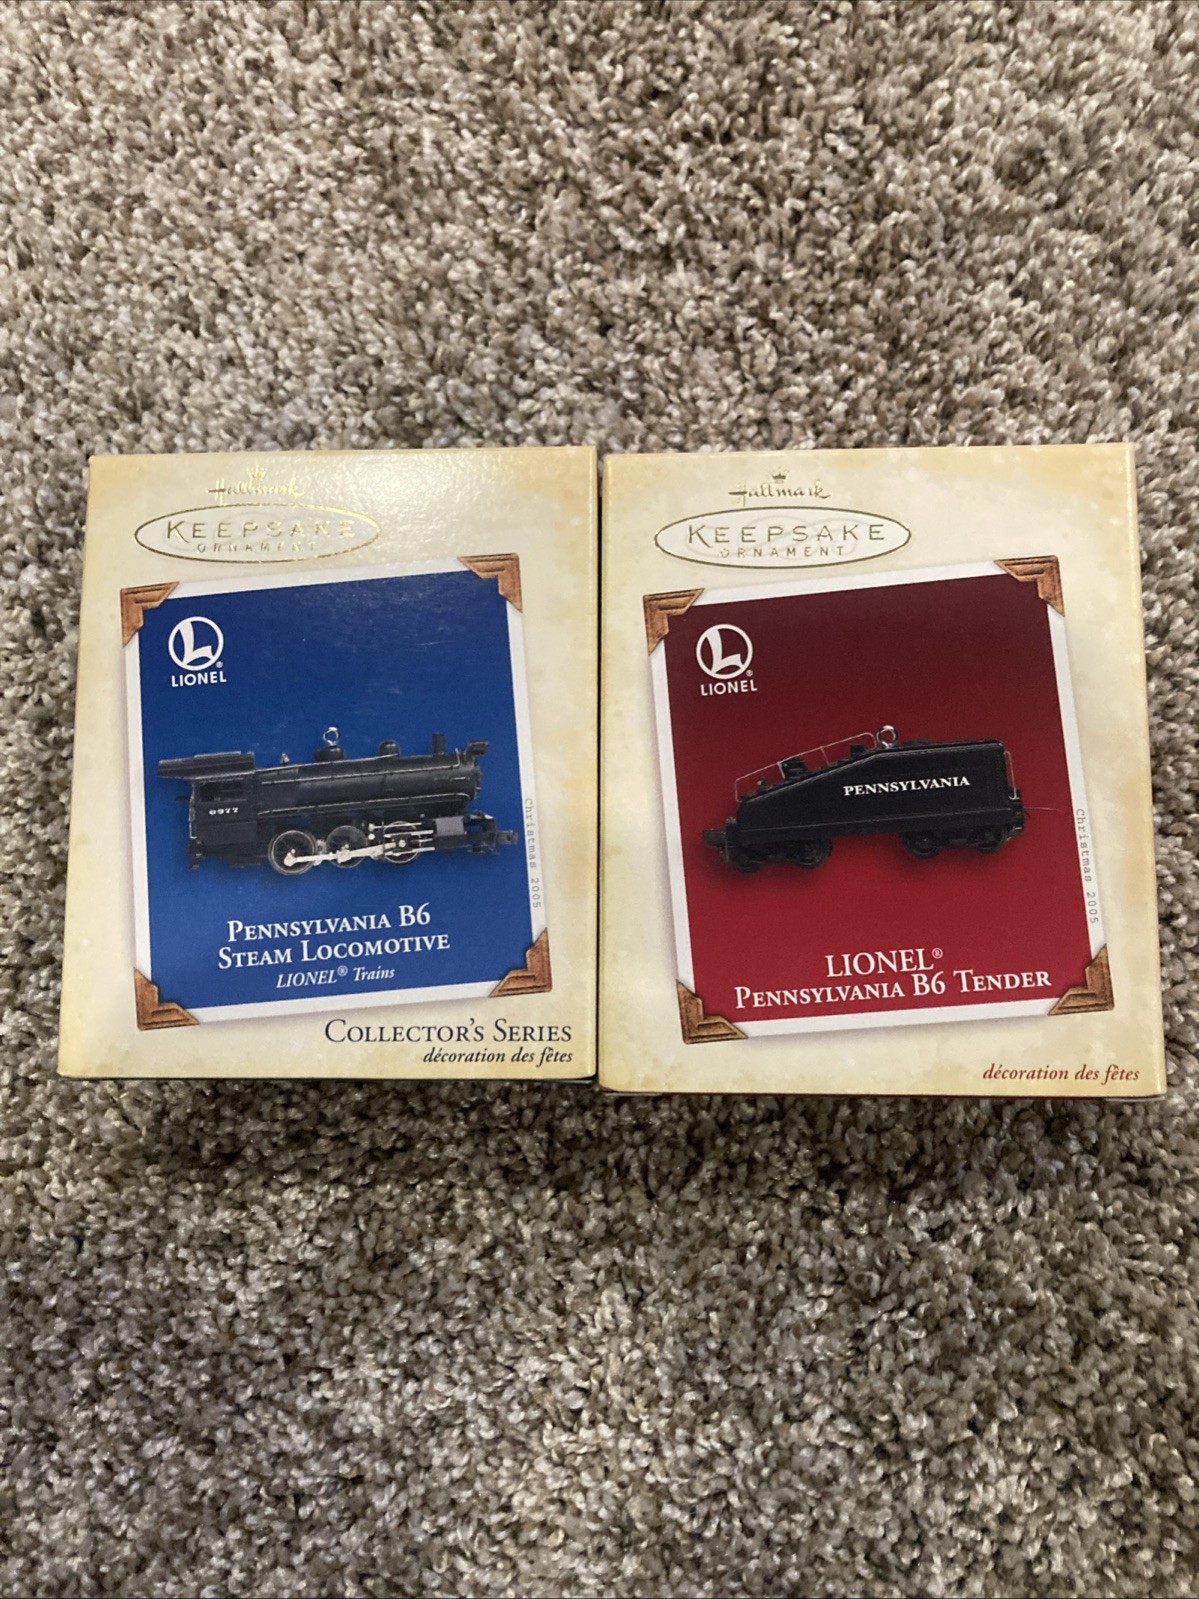 Hallmark
KEEPSAKE
ORNAMENT
L
LIONEL®
0977
Christmas 2005
PENNSYLVANIA B6
STEAM LOCOMOTIVE
LIONEL® Trains
COLLECTOR'S SERIES
décoration des fêtes
Hallmark
KEEPSAKE
ORNAMENT
L
LIONEL®
PENNSYLVANIA
Christmas 2005
LIONEL®
PENNSYLVANIA B6 TENDER
décoration des fêtes